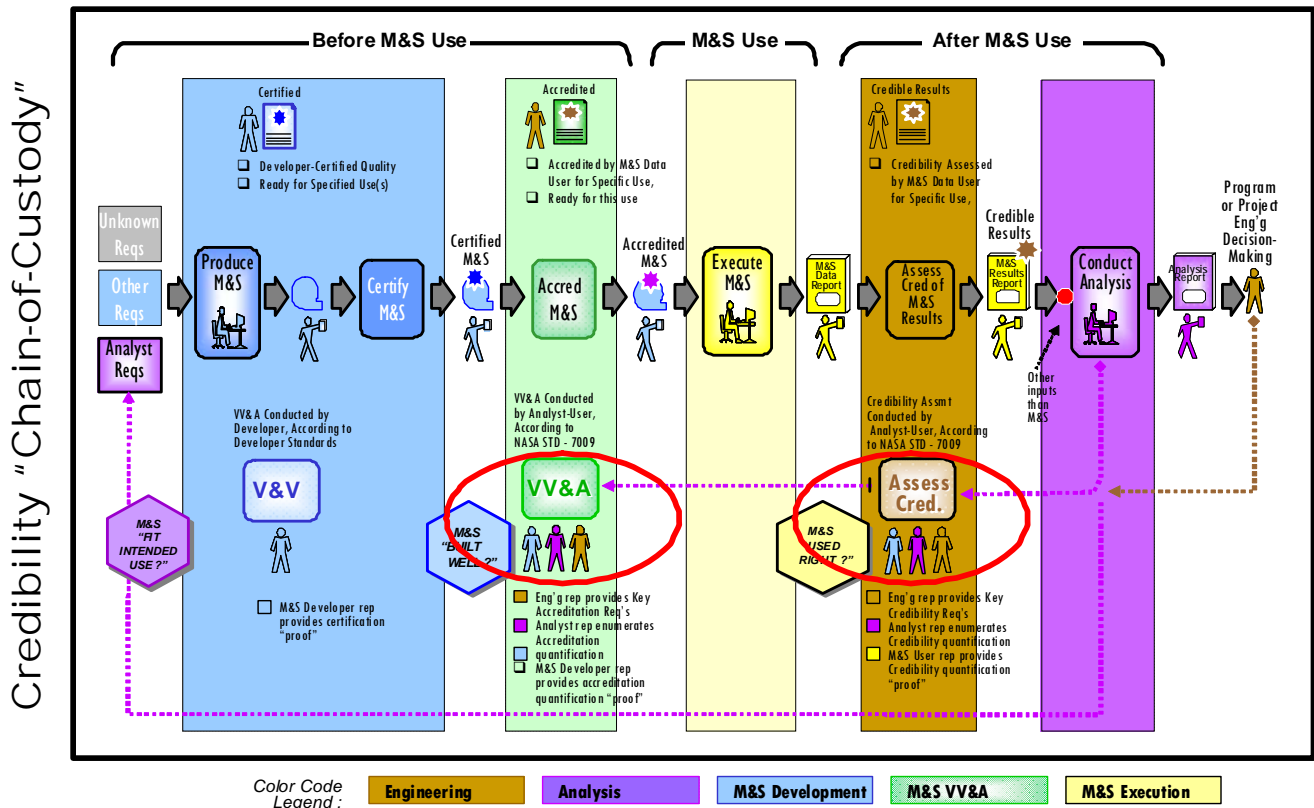 Credibility "Chain-of-Custody"
Before M&S Use
M&S Use
After M&S Use
Certified
❑ Developer-Certified Quality
❑ Ready for Specified Use(s)
Accredited
❑ Accredited by M&S Data
User for Specific Use,
❑ Ready for this use
Credible Results
❑ Credibility Assessed
by M&S Data User
for Specific Use,
Unknown
Reqs
Other
Reqs
Analyst
Reqs
Produce
M&S
Certify
M&S
Certified
M&S
Accred
M&S
Accredited
M&S
Execute
M&S
M&S
Data
Report
Assess
Cred of
M&S
Results
Credible
Results
M&S
Results
Report
Conduct
Analysis
Analysis
Report
Program
or Project
Eng'g
Decision-
Making
Other
inputs
than
M&S
VV&A Conducted by
Developer, According to
Developer Standards
V&V
VV&A Conducted
by Analyst-User,
According to
NASA STD - 7009
VV&A
Credibility Assmt
Conducted by
Analyst-User, According
to NASA STD - 7009
Assess
Cred.
M&S
"FIT
INTENDED
USE?"
M&S
"BUILT
WELL?"
M&S
"USED
RIGHT?"
M&S Developer rep
provides certification
"proof"
Eng'g rep provides Key
Accreditation Req's
Analyst rep enumerates
Accreditation
quantification
❑ M&S Developer rep
provides accreditation
quantification "proof"
Eng'g rep provides Key
Credibility Req's
Analyst rep enumerates
Credibility quantification
M&S User rep provides
Credibility quantification
"proof"
Color Code
Legend :
Engineering
Analysis
M&S Development
M&S VV&A
M&S Execution